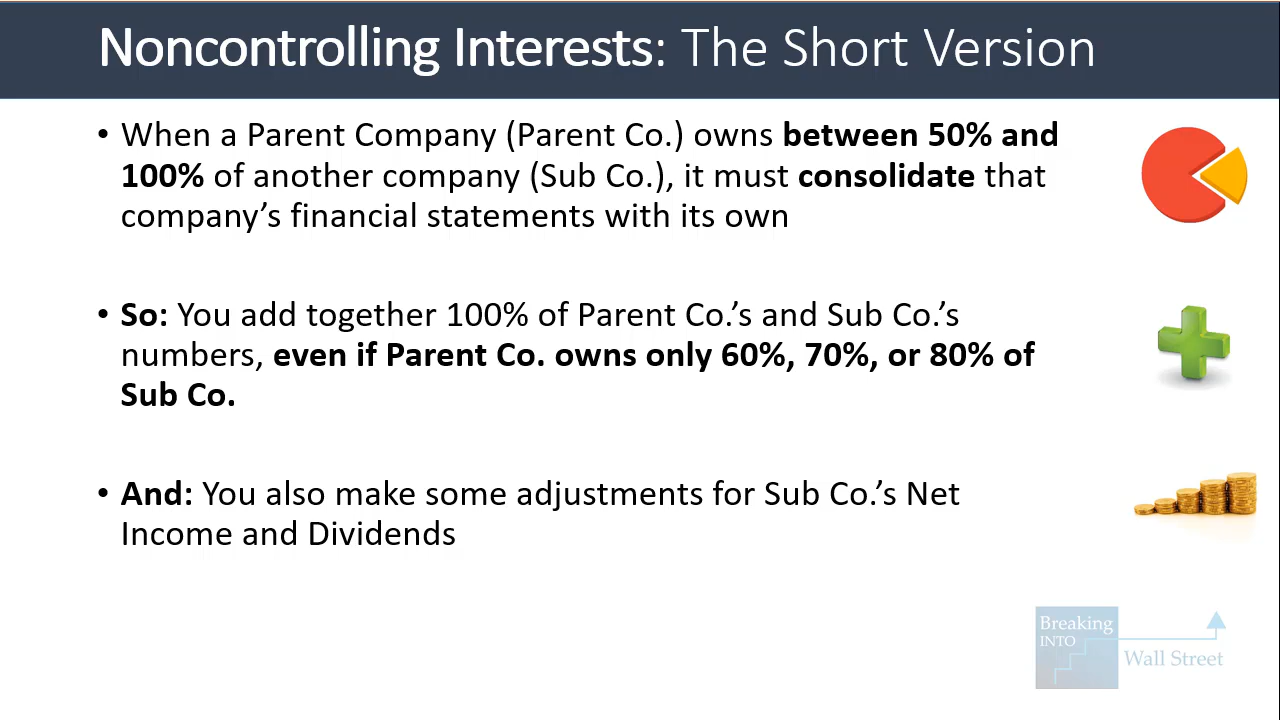 Noncontrolling Interests: The Short Version
• When a Parent Company (Parent Co.) owns between 50% and
100% of another company (Sub Co.), it must consolidate that
company’s financial statements with its own
• So: You add together 100% of Parent Co.’s and Sub Co.’s
numbers, even if Parent Co. owns only 60%, 70%, or 80% of
Sub Co.
• And: You also make some adjustments for Sub Co.’s Net
Income and Dividends
Breaking
INTO
Wall Street